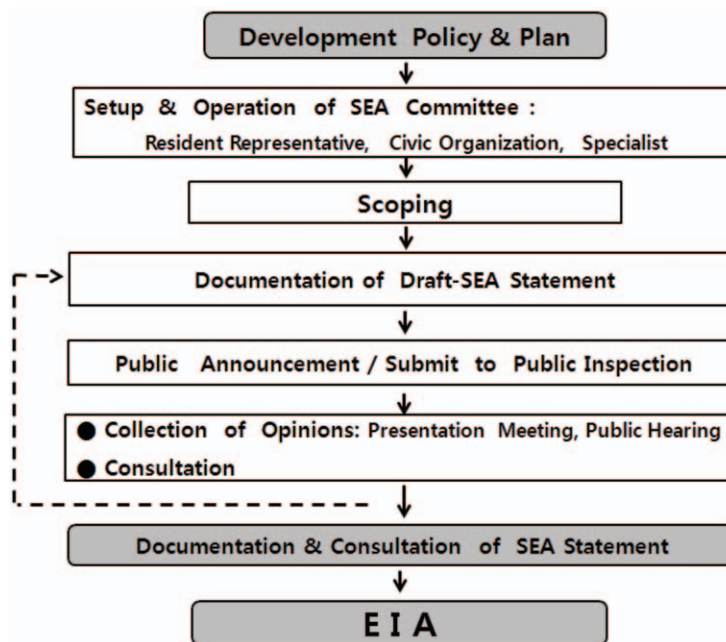 Development Policy & Plan
Setup & Operation of SEA Committee :
Resident Representative, Civic Organization, Specialist
Scoping
Documentation of Draft-SEA Statement
Public Announcement / Submit to Public Inspection
● Collection of Opinions: Presentation Meeting, Public Hearing
● Consultation
Documentation & Consultation of SEA Statement
E I A